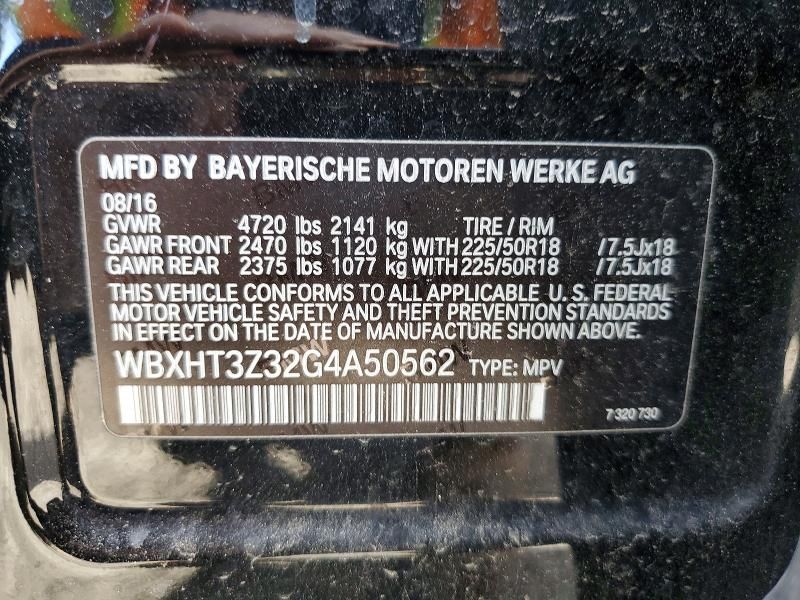 MFD BY BAYERISCHE MOTOREN WERKE AG
08/16
GVWR 4720 lbs 2141 kg TIRE / RIM
GAWR FRONT 2470 lbs 1120 kg WITH 225/50R18 /7.5Jx18
GAWR REAR 2375 lbs 1077 kg WITH 225/50R18 /7.5Jx18
THIS VEHICLE CONFORMS TO ALL APPLICABLE U.S. FEDERAL
MOTOR VEHICLE SAFETY AND THEFT PREVENTION STANDARDS
IN EFFECT ON THE DATE OF MANUFACTURE SHOWN ABOVE.
WBXHT3Z32G4A50562 TYPE: MPV
7 320 730